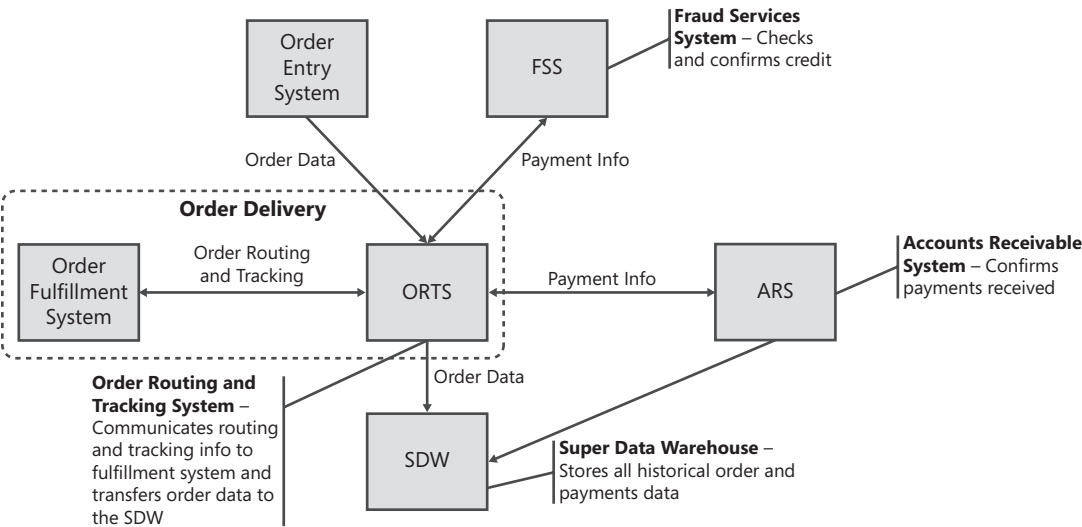 Order
Entry
System
FSS
Fraud Services
System – Checks
and confirms credit
Order Data
Payment Info
Order Delivery
Order
Fulfillment
System
Order Routing
and Tracking
ORTS
Payment Info
ARS
Accounts Receivable
System – Confirms
payments received
Order Routing and
Tracking System –
Communicates routing
and tracking info to
fulfillment system and
transfers order data to
the SDW
Order Data
SDW
Super Data Warehouse –
Stores all historical order and
payments data